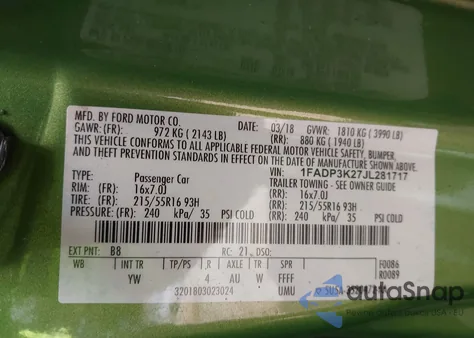 MFD. BY FORD MOTOR CO.
DATE: 03/18 GVWR: 1810 KG (3990 LB)
GAWR: (FR): 972 KG (2143 LB) (RR): 880 KG (1940 LB)
THIS VEHICLE CONFORMS TO ALL APPLICABLE FEDERAL MOTOR VEHICLE SAFETY, BUMPER,
AND THEFT PREVENTION STANDARDS IN EFFECT ON THE DATE OF MANUFACTURE SHOWN ABOVE.
VIN: 1FADP3K27JL281717
TYPE: Passenger Car TRAILER TOWING - SEE OWNER GUIDE
RIM: (FR) 16x7.0J (RR): 16x7.0J
TIRE: (FR): 215/55R16 93H (RR): 215/55R16 93H
PRESSURE: (FR): 240 kPa/ 35 PSI COLD (RR): 240 kPa/ 35 PSI COLD
EXT PNT: B8 RC: 21 DSO: F0086
R0089
WB INT TR TP/PS R AXLE TR SPR
YW 4 AU W FFFF
3201803023024 UMU
autoSnap